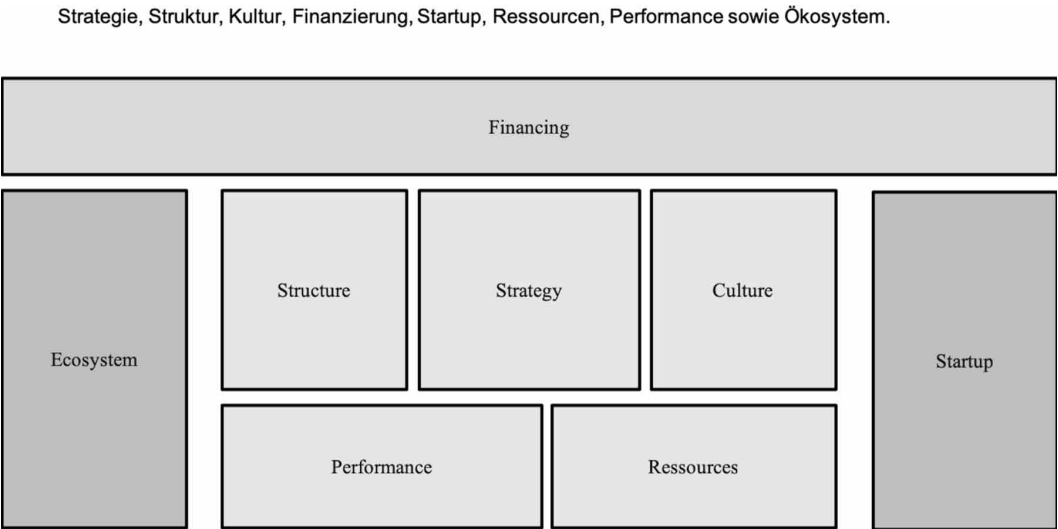 Strategie, Struktur, Kultur, Finanzierung, Startup, Ressourcen, Performance sowie Ökosystem.
Financing
Structure
Strategy
Culture
Ecosystem
Startup
Performance
Ressources